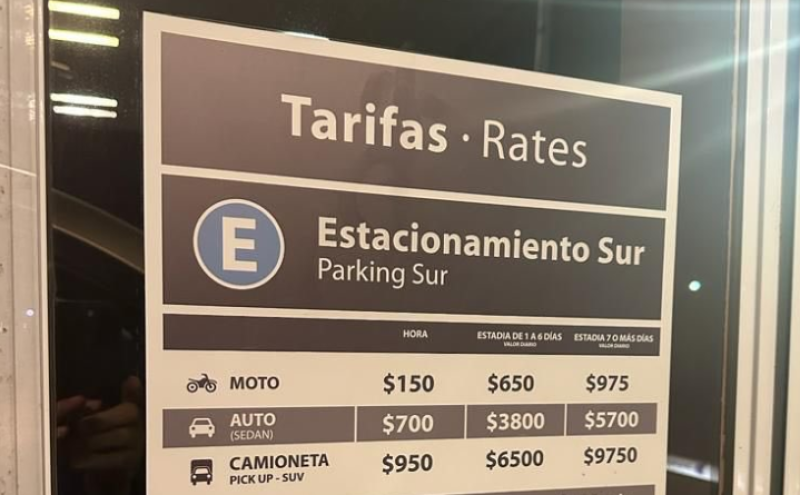 Tarifas · Rates
E
Estacionamiento Sur
Parking Sur
HORA
ESTADIA DE 1 A 6 DÍAS
VALOR DIARIO
ESTADIA 7 O MÁS DÍAS
VALOR DIARIO
MOTO $150 $650 $975
AUTO $700 $3800 $5700
(SEDAN)
CAMIONETA $950 $6500 $9750
PICK UP - SUV